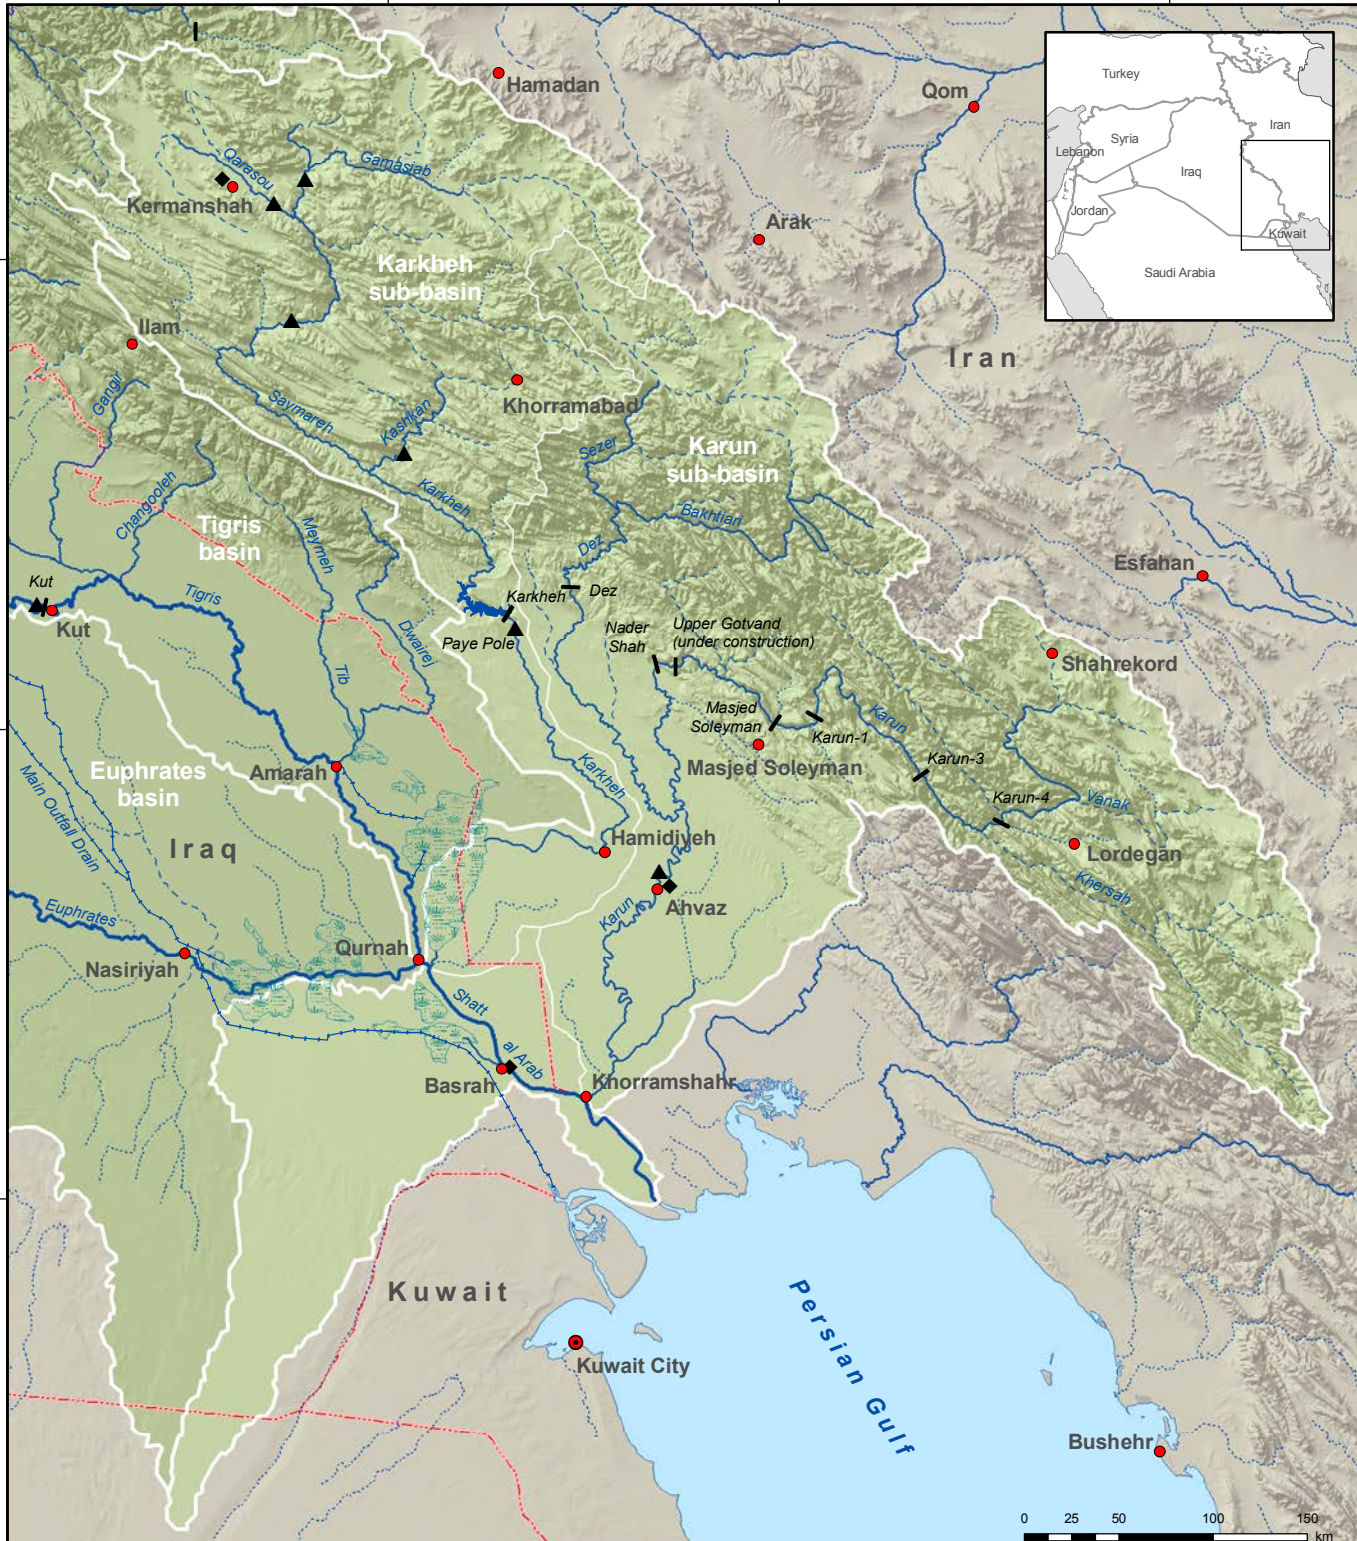 Hamadan
Qom
Turkey
Syria
Iran
Lebanon
Iraq
Jordan
Kuwait
Saudi Arabia
Qarasou
Gamasiab
Kermanshah
Arak
Karkheh
sub-basin
Ilam
Iran
Gangir
Khorramabad
Saymareh
Kashkan
Sezer
Karun
sub-basin
Changooleh
Karkheh
Bakhtiari
Tigris
basin
Meymeh
Dez
Esfahan
Kut
Tigris
Karkheh
Dez
Kut
Dwairej
Paye Pole
Nader
Shah
Upper Gotvand
(under construction)
Shahrekord
Tib
Masjed
Soleyman
Karun
Karun-1
Euphrates
basin
Main Outfall Drain
Amarah
Karkheh
Masjed Soleyman
Karun-3
Karun-4
Vanak
Iraq
Hamidiyeh
Lordegan
Khersah
Euphrates
Karun
Ahvaz
Nasiriyah
Qurnah
Shatt
al Arab
Basrah
Khorramshahr
Kuwait
Persian Gulf
Kuwait City
Bushehr
0 25 50 100 150
km